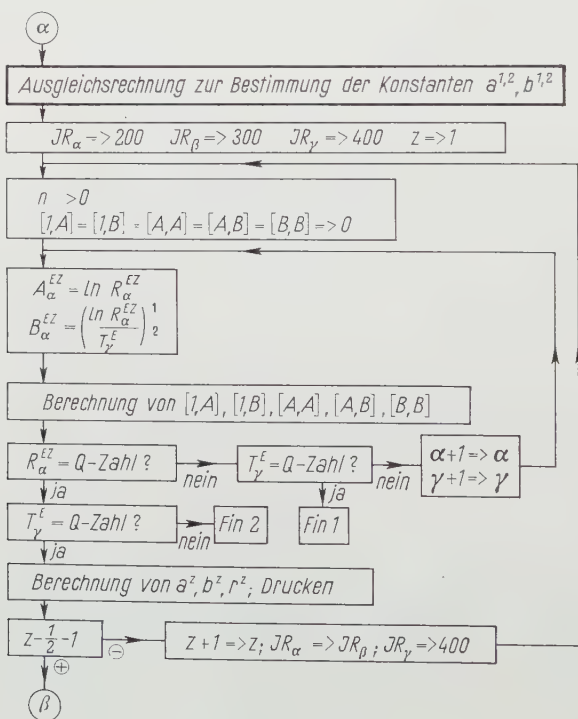 α
Ausgleichsrechnung zur Bestimmung der Konstanten a^{1,2}, b^{1,2}
JR_α => 200 JR_β => 300 JR_γ => 400 z => 1
n > 0
[1,A] = [1,B] = [A,A] = [A,B] = [B,B] => 0
A_α^{EZ} = ln R_α^{EZ}
B_α^{EZ} = (ln R_α^{EZ} / T_γ^E)^1_2
Berechnung von [1,A], [1,B], [A,A], [A,B], [B,B]
R_α^{EZ} = Q-Zahl ?
nein
T_γ^E = Q-Zahl ?
nein
α+1 => α
γ+1 => γ
ja
ja
T_γ^E = Q-Zahl ?
nein
Fin 2
Fin 1
ja
Berechnung von a^z, b^z, r^z; Drucken
z - 1/2 - 1
⊖
z+1 => z; JR_α => JR_β; JR_γ => 400
⊕
β